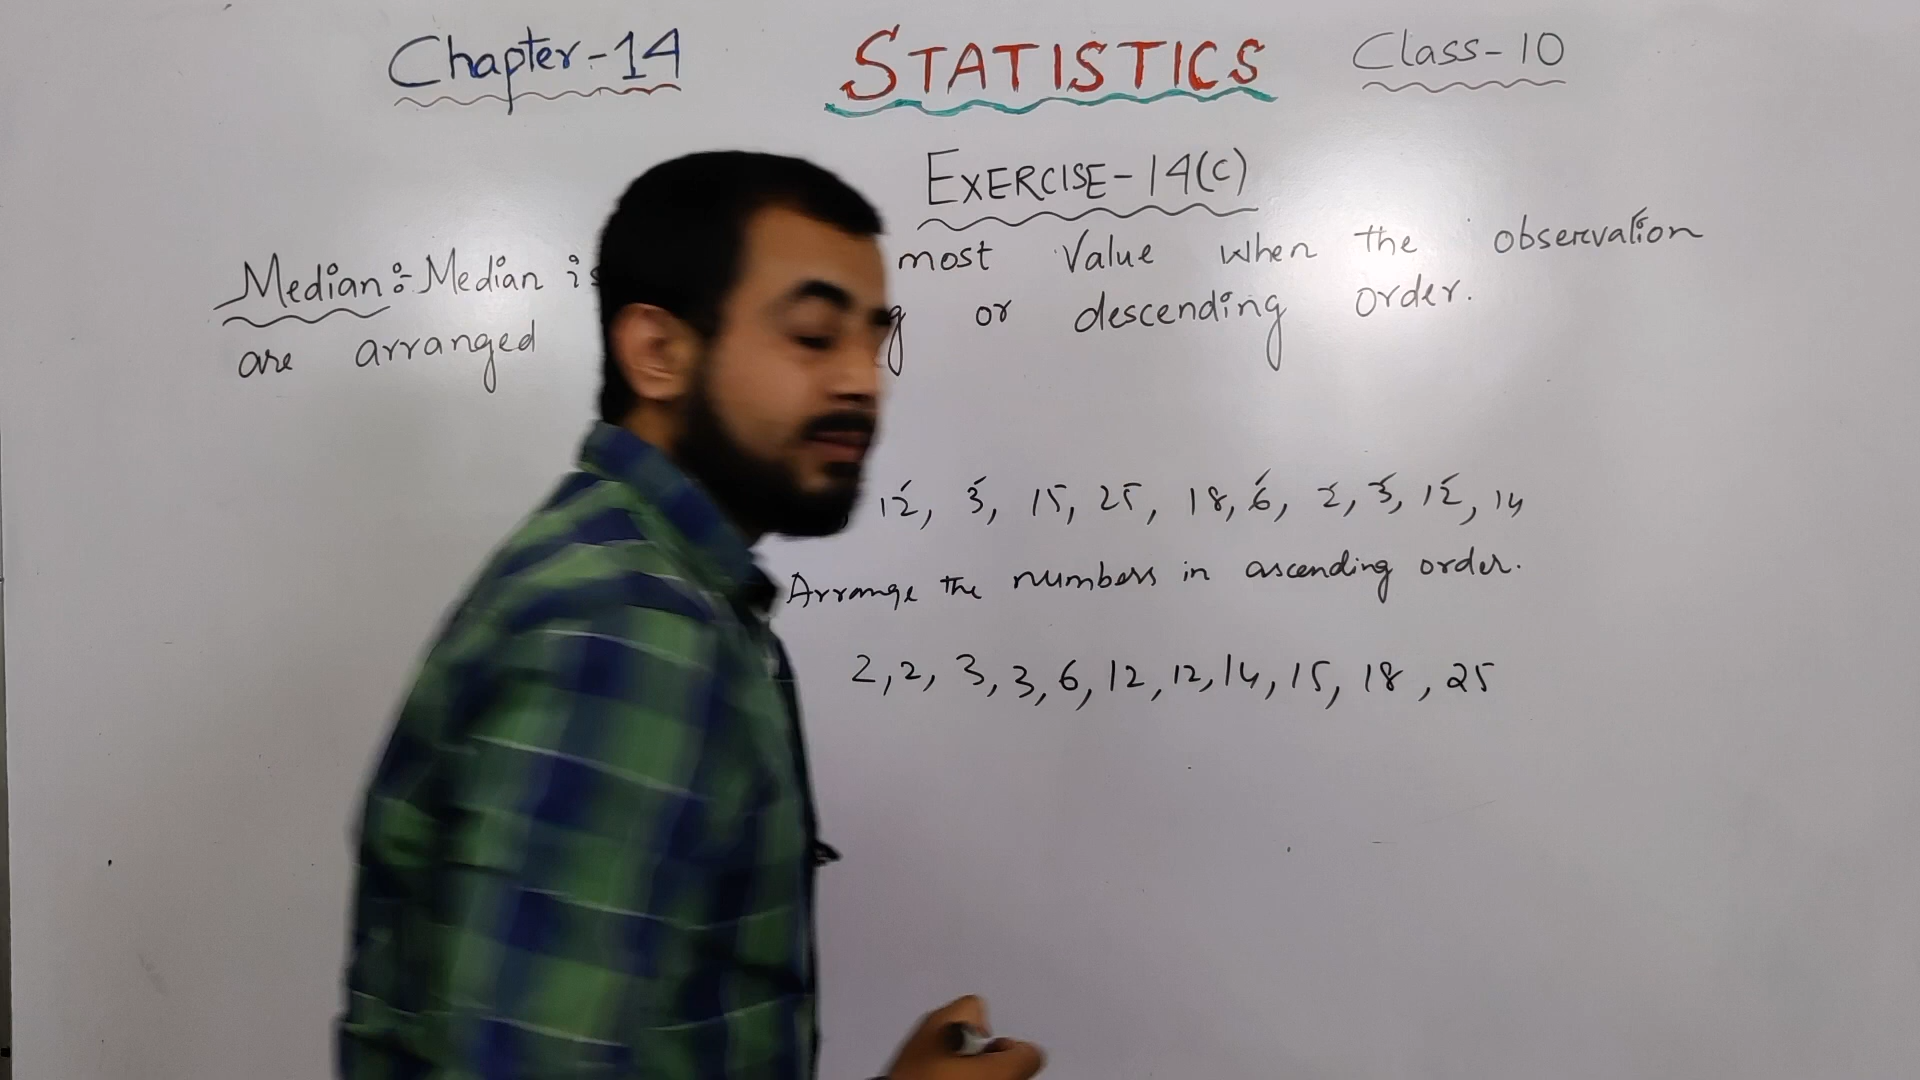 Chapter-14 STATISTICS Class-10
EXERCISE-14(C)
Median:- Median is most Value when the observation
are arranged or descending order.
12, 3, 15, 25, 18, 6, 2, 3, 12, 14
Arrange the numbers in ascending order.
2, 2, 3, 3, 6, 12, 12, 14, 15, 18, 25